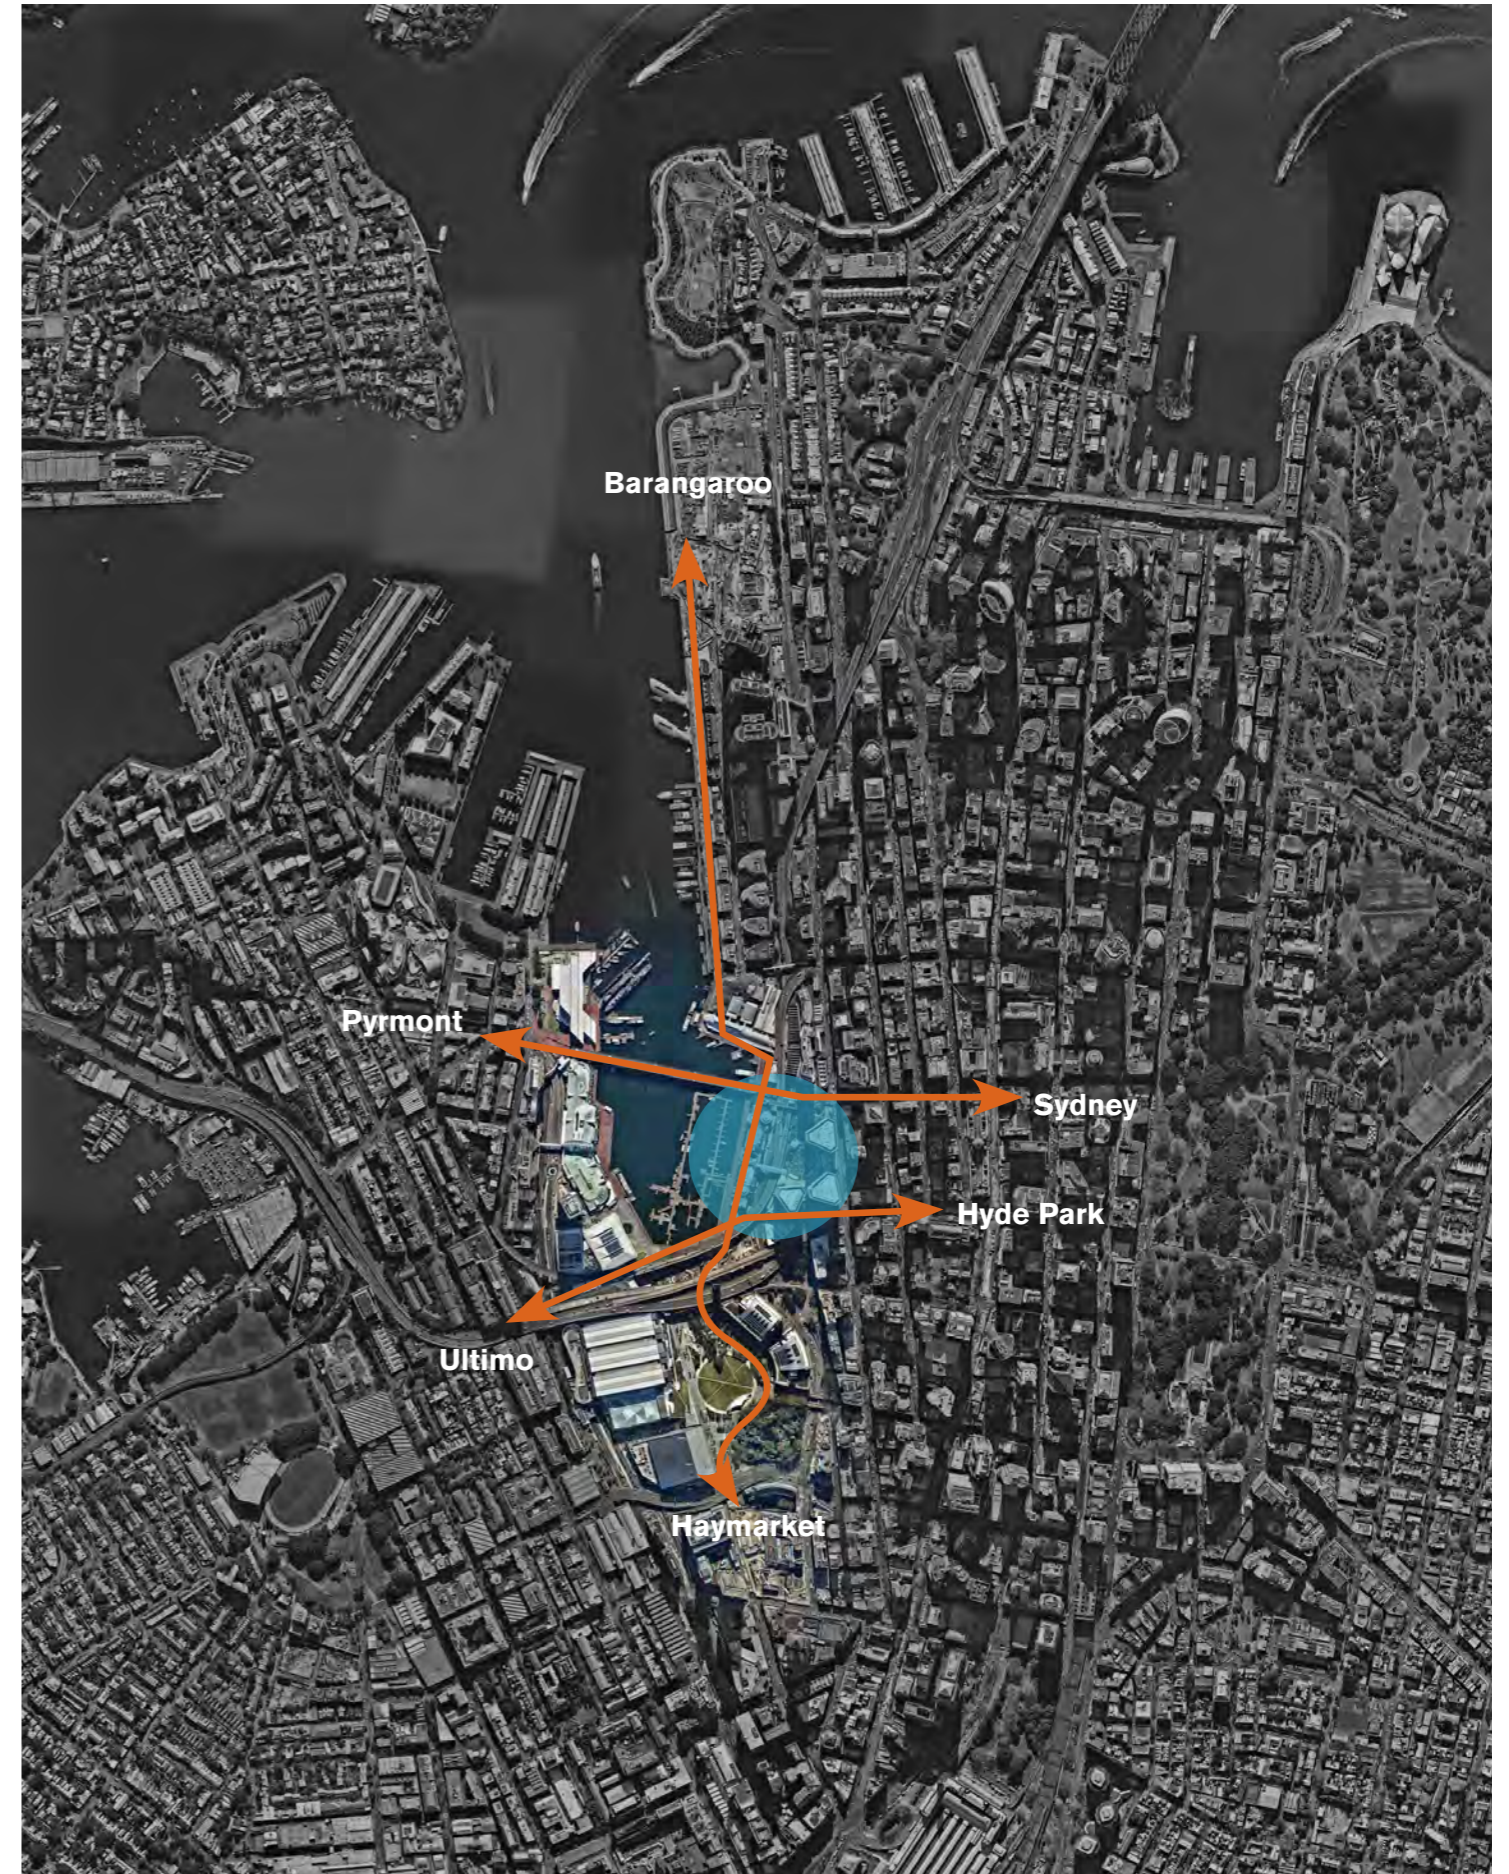 Barangaroo
Pyrmont
Sydney
Hyde Park
Ultimo
Haymarket